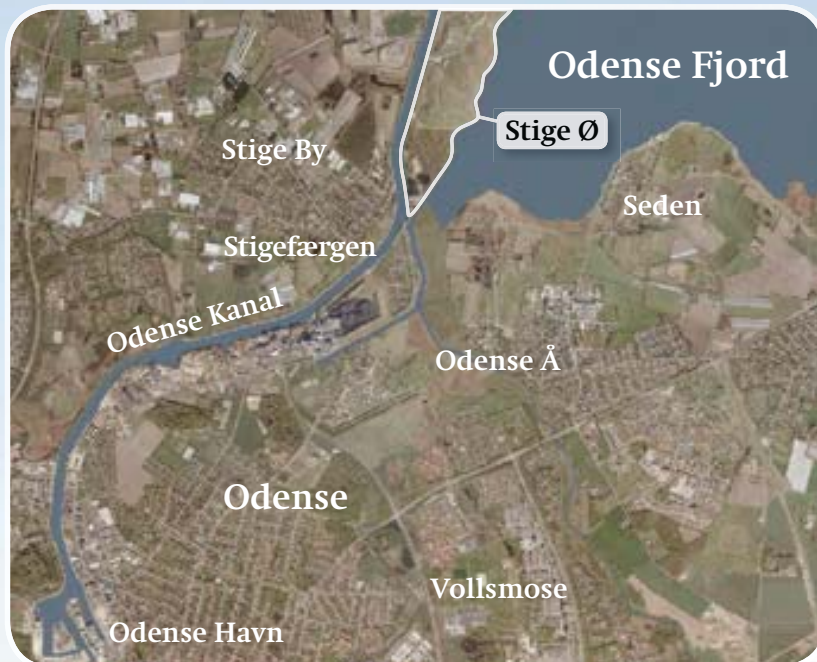 Odense Fjord
Stige Ø
Stige By
Seden
Stigefærgen
Odense Kanal
Odense Å
Odense
Vollsmose
Odense Havn